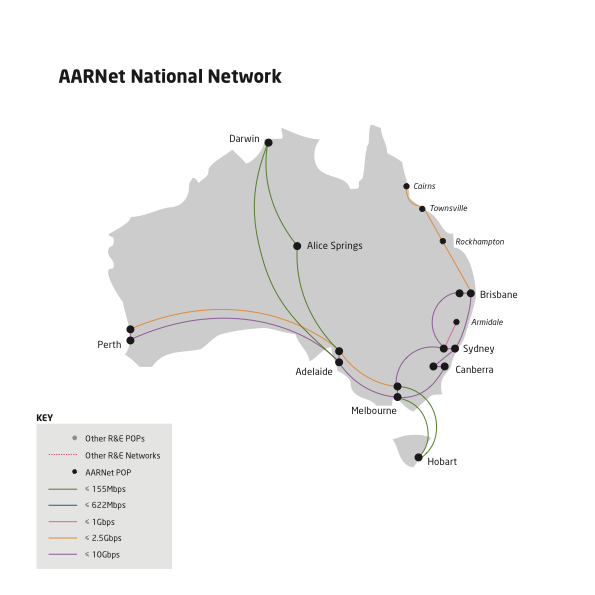 AARNet National Network
Darwin
Cairns
Townsville
Rockhampton
Alice Springs
Brisbane
Armidale
Perth
Sydney
Adelaide
Canberra
Melbourne
Hobart
KEY
Other R&E POPs
Other R&E Networks
AARNet POP
≤ 155Mbps
≤ 622Mbps
≤ 1Gbps
≤ 2.5Gbps
≤ 10Gbps